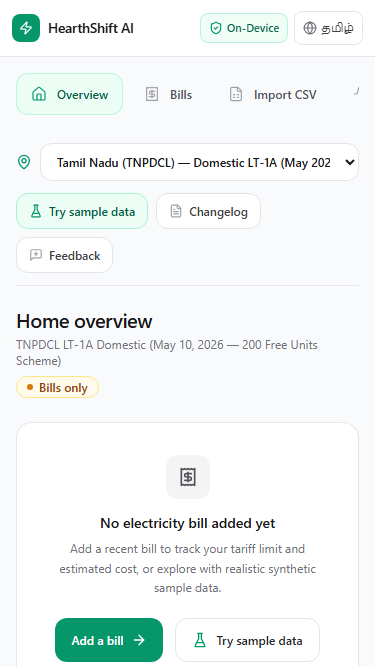 HearthShift AI
On-Device
தமிழ்
Overview
Bills
Import CSV
Tamil Nadu (TNPDCL) — Domestic LT-1A (May 202
Try sample data
Changelog
Feedback
Home overview
TNPDCL LT-1A Domestic (May 10, 2026 — 200 Free Units
Scheme)
Bills only
No electricity bill added yet
Add a recent bill to track your tariff limit and
estimated cost, or explore with realistic synthetic
sample data.
Add a bill
Try sample data